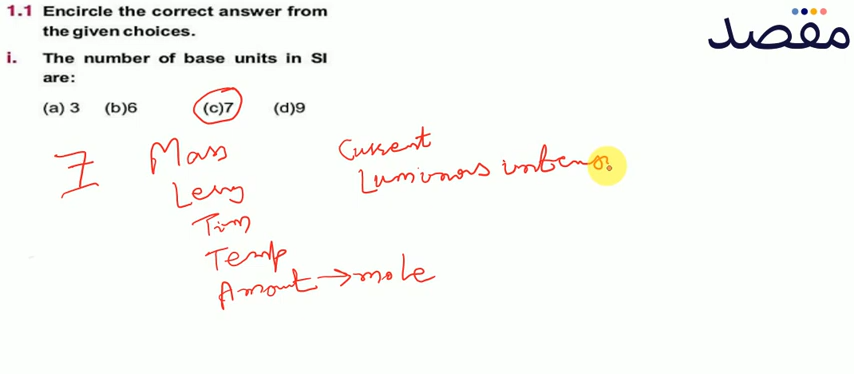 1.1 Encircle the correct answer from
the given choices.
مقصد
i. The number of base units in SI
are:
(a) 3 (b)6 (c)7 (d)9
7
Mass
Leng
Tim
Temp
Amount → mole
Current
Luminous